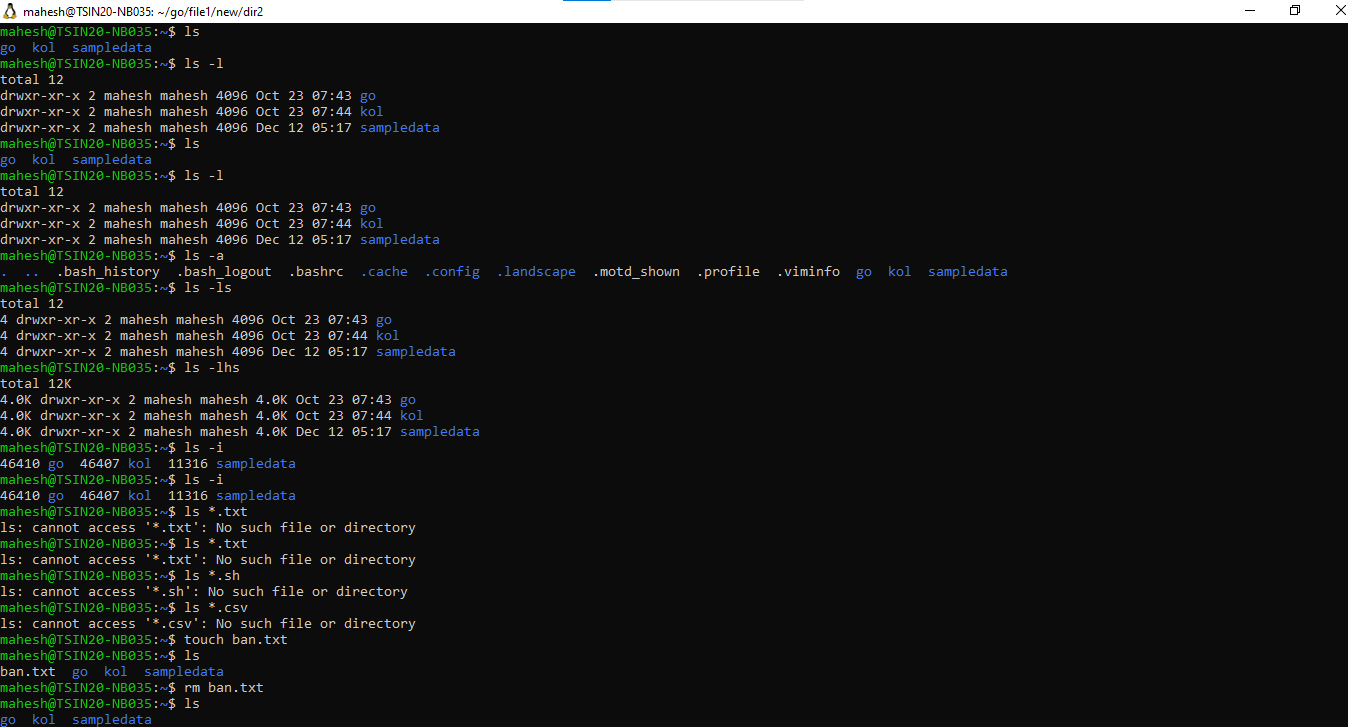 mahesh@TSIN20-NB035: ~/go/file1/new/dir2
mahesh@TSIN20-NB035:~$ ls
go  kol  sampledata
mahesh@TSIN20-NB035:~$ ls -l
total 12
drwxr-xr-x 2 mahesh mahesh 4096 Oct 23 07:43 go
drwxr-xr-x 2 mahesh mahesh 4096 Oct 23 07:44 kol
drwxr-xr-x 2 mahesh mahesh 4096 Dec 12 05:17 sampledata
mahesh@TSIN20-NB035:~$ ls
go  kol  sampledata
mahesh@TSIN20-NB035:~$ ls -l
total 12
drwxr-xr-x 2 mahesh mahesh 4096 Oct 23 07:43 go
drwxr-xr-x 2 mahesh mahesh 4096 Oct 23 07:44 kol
drwxr-xr-x 2 mahesh mahesh 4096 Dec 12 05:17 sampledata
mahesh@TSIN20-NB035:~$ ls -a
.  ..  .bash_history  .bash_logout  .bashrc  .cache  .config  .landscape  .motd_shown  .profile  .viminfo  go  kol  sampledata
mahesh@TSIN20-NB035:~$ ls -ls
total 12
4 drwxr-xr-x 2 mahesh mahesh 4096 Oct 23 07:43 go
4 drwxr-xr-x 2 mahesh mahesh 4096 Oct 23 07:44 kol
4 drwxr-xr-x 2 mahesh mahesh 4096 Dec 12 05:17 sampledata
mahesh@TSIN20-NB035:~$ ls -lhs
total 12K
4.0K drwxr-xr-x 2 mahesh mahesh 4.0K Oct 23 07:43 go
4.0K drwxr-xr-x 2 mahesh mahesh 4.0K Oct 23 07:44 kol
4.0K drwxr-xr-x 2 mahesh mahesh 4.0K Dec 12 05:17 sampledata
mahesh@TSIN20-NB035:~$ ls -i
46410 go  46407 kol  11316 sampledata
mahesh@TSIN20-NB035:~$ ls -i
46410 go  46407 kol  11316 sampledata
mahesh@TSIN20-NB035:~$ ls *.txt
ls: cannot access '*.txt': No such file or directory
mahesh@TSIN20-NB035:~$ ls *.txt
ls: cannot access '*.txt': No such file or directory
mahesh@TSIN20-NB035:~$ ls *.sh
ls: cannot access '*.sh': No such file or directory
mahesh@TSIN20-NB035:~$ ls *.csv
ls: cannot access '*.csv': No such file or directory
mahesh@TSIN20-NB035:~$ touch ban.txt
mahesh@TSIN20-NB035:~$ ls
ban.txt  go  kol  sampledata
mahesh@TSIN20-NB035:~$ rm ban.txt
mahesh@TSIN20-NB035:~$ ls
go  kol  sampledata